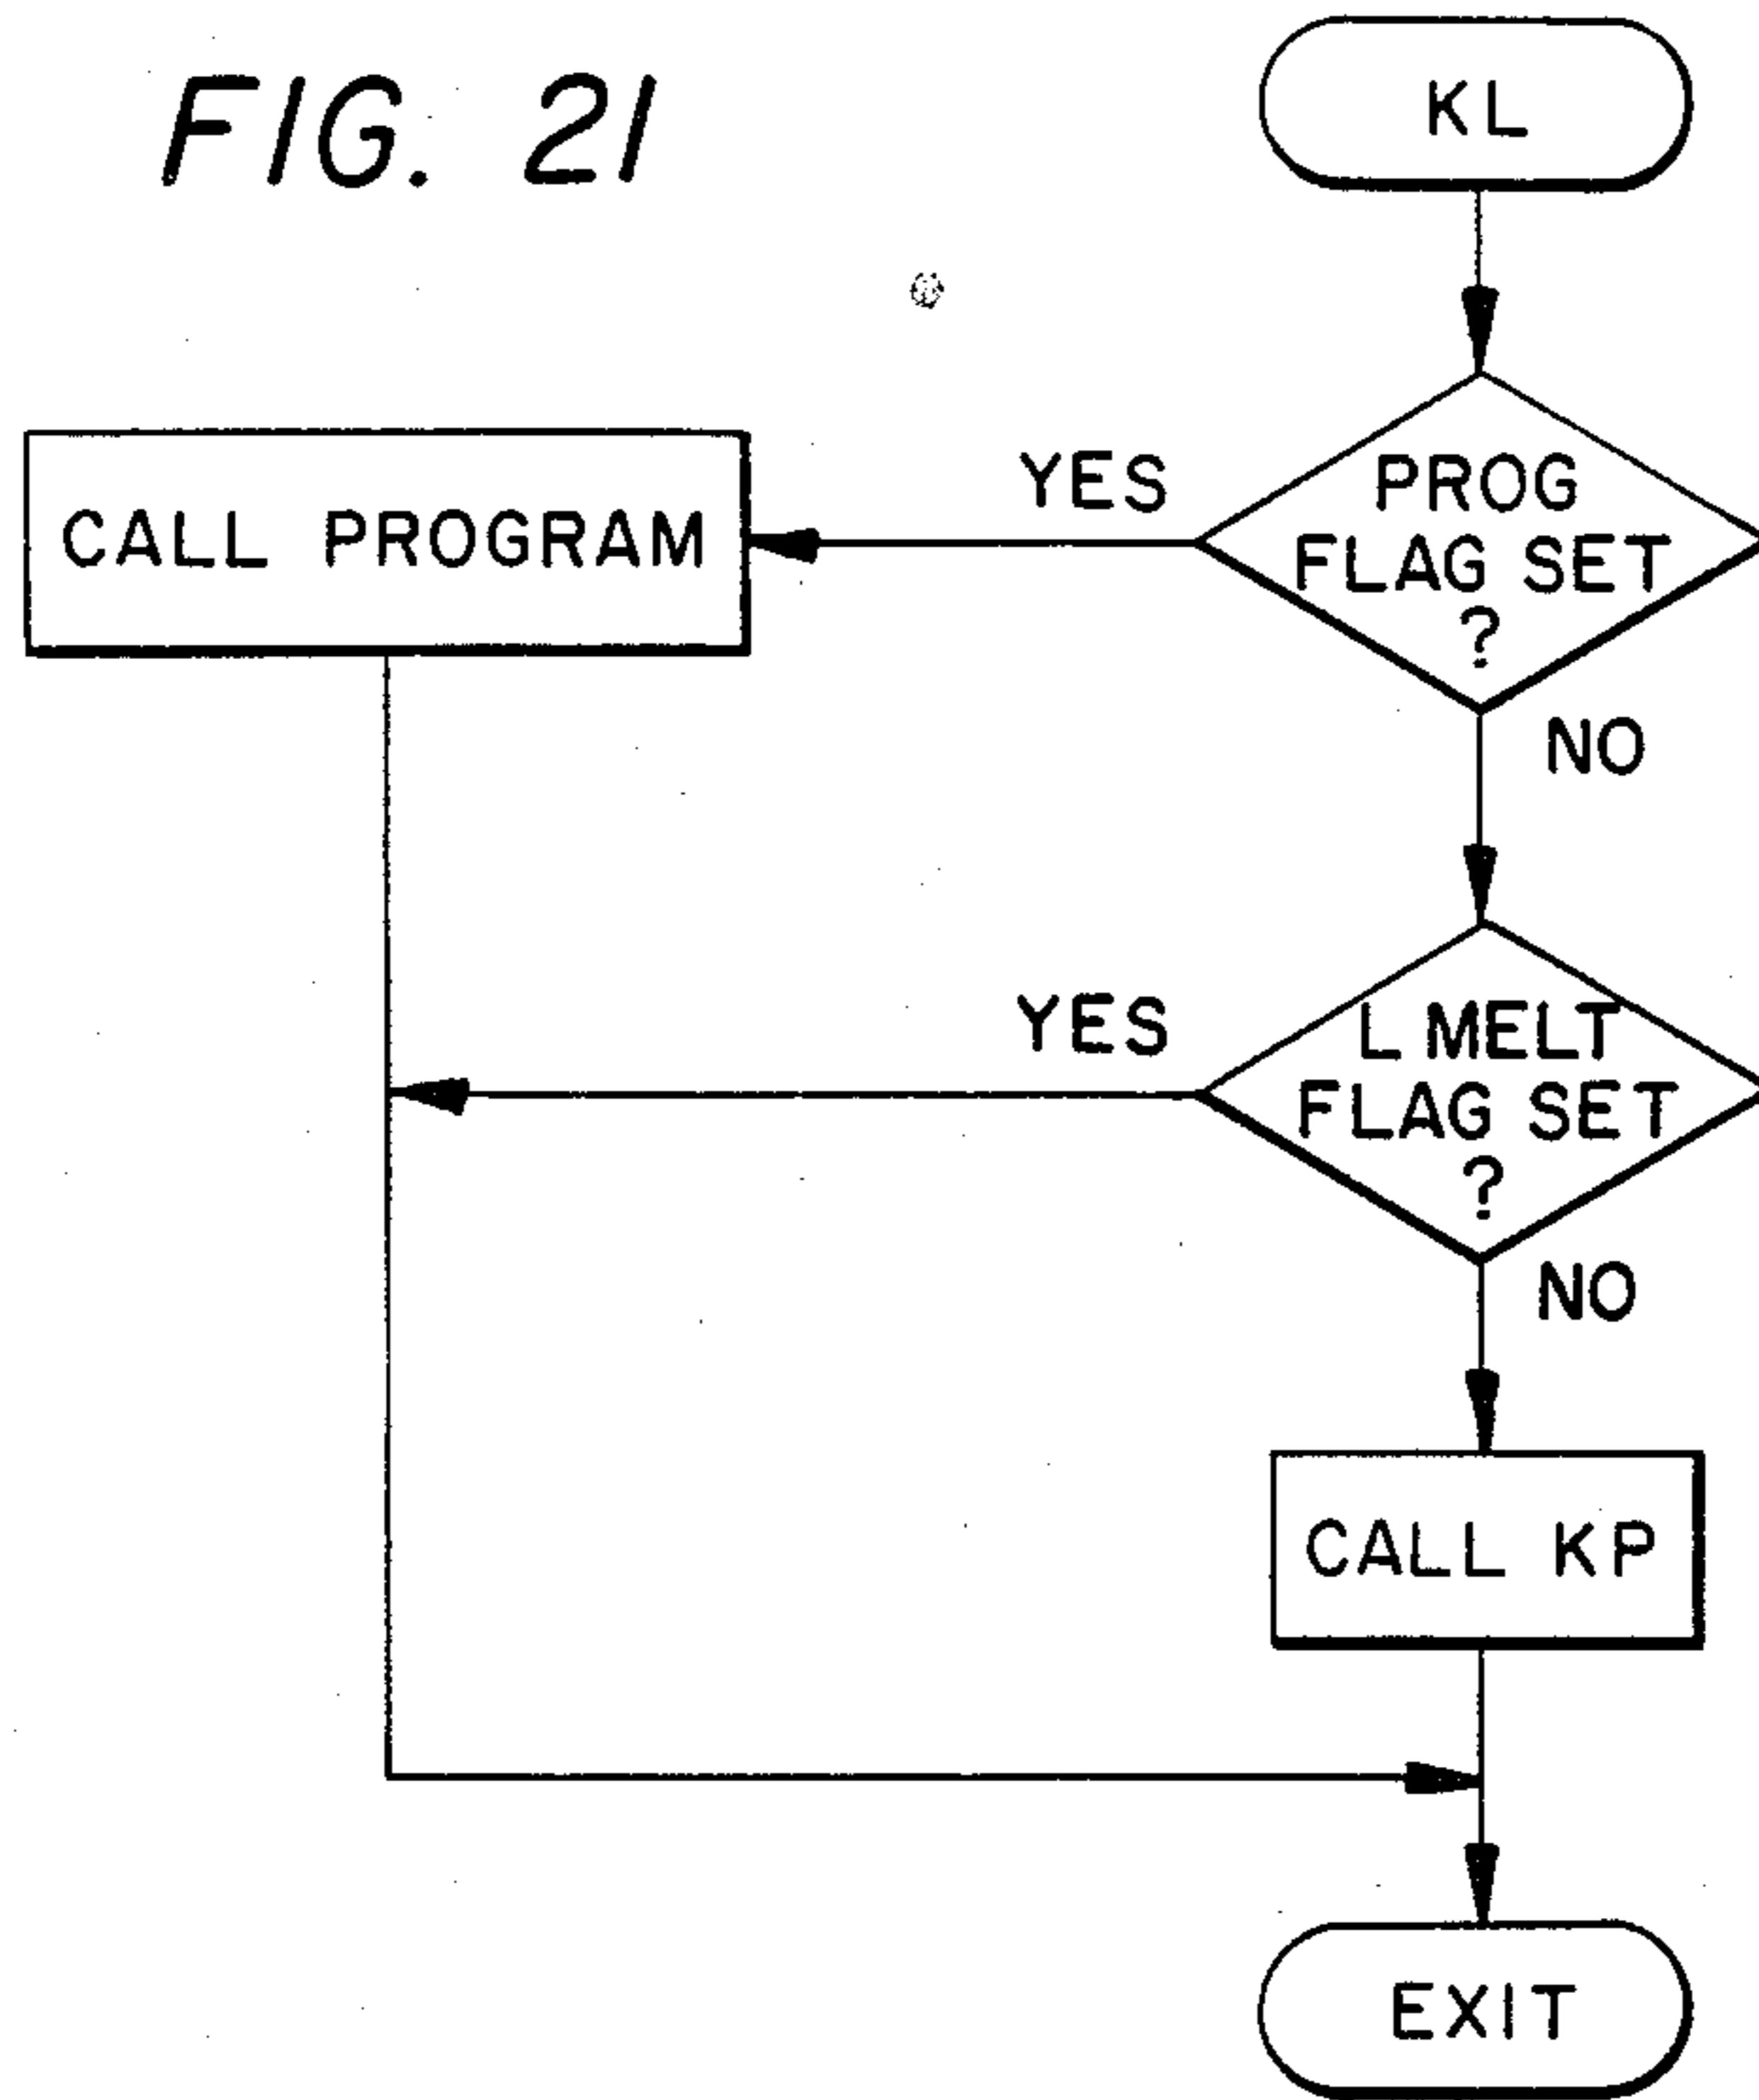 FIG. 21
KL
PROG
FLAG SET
?
YES
NO
CALL PROGRAM
L MELT
FLAG SET
?
YES
NO
CALL KP
EXIT